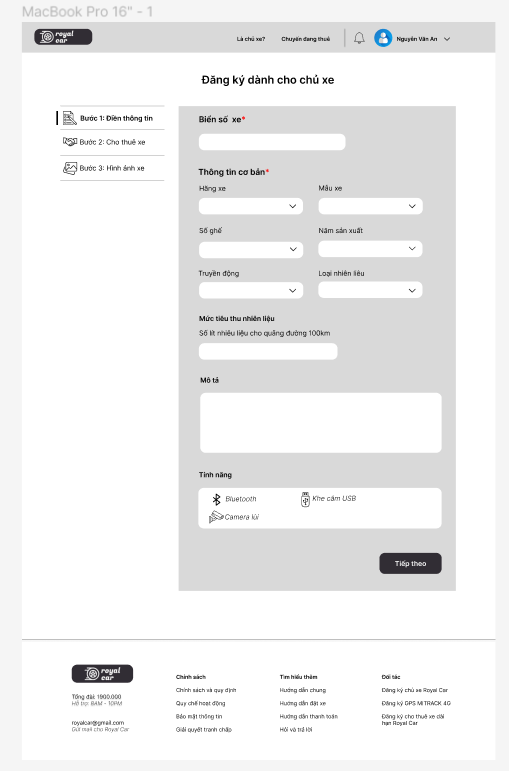 MacBook Pro 16" - 1
royal car
Là chủ xe?
Chuyến đang thuê
Nguyễn Văn An
Đăng ký dành cho chủ xe
Bước 1: Điền thông tin
Bước 2: Cho thuê xe
Bước 3: Hình ảnh xe
Biển số xe*
Thông tin cơ bản*
Hãng xe
Mẫu xe
Số ghế
Năm sản xuất
Truyền động
Loại nhiên liêu
Mức tiêu thu nhiên liệu
Số lít nhiêu liệu cho quãng đường 100km
Mô tả
Tính năng
Bluetooth
Khe cắm USB
Camera lùi
Tiếp theo
royal car
Tổng đài: 1900.000
Hỗ trợ: 8AM - 10PM
royalcar@gmail.com
Gửi mail cho Royal Car
Chính sách
Chính sách và quy định
Quy chế hoạt động
Bảo mật thông tin
Giải quyết tranh chấp
Tìm hiểu thêm
Hướng dẫn chung
Hướng dẫn đặt xe
Hướng dẫn thanh toán
Hỏi và trả lời
Đối tác
Đăng ký chủ xe Royal Car
Đăng ký GPS MITRACK 4G
Đăng ký cho thuê xe dài
hạn Royal Car